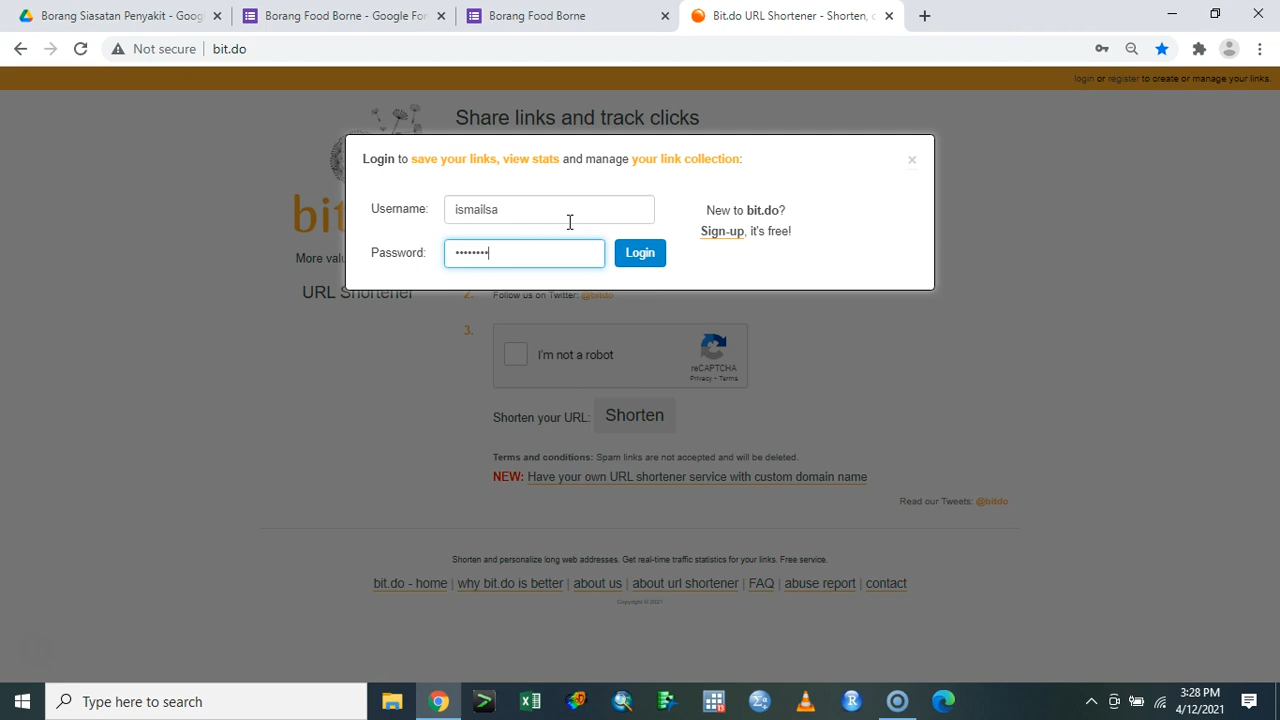 Borang Siasatan Penyakit - Goog
Borang Food Borne - Google Fo
Borang Food Borne
Bit.do URL Shortener - Shorten, c
Not secure
bit.do
login or register to create or manage your links.
Share links and track clicks
Login to save your links, view stats and manage your link collection:
×
Username:
ismailsa
New to bit.do?
Sign-up, it's free!
Password:
••••••••
Login
bit
More valu
URL Shortener
2.
Follow us on Twitter: @bitdo
3.
I'm not a robot
reCAPTCHA
Privacy - Terms
Shorten your URL:
Shorten
Terms and conditions: Spam links are not accepted and will be deleted.
NEW: Have your own URL shortener service with custom domain name
Read our Tweets: @bitdo
Shorten and personalize long web addresses. Get real-time traffic statistics for your links. Free service.
bit.do - home | why bit.do is better | about us | about url shortener | FAQ | abuse report | contact
Copyright © 2021
Type here to search
3:28 PM
4/12/2021